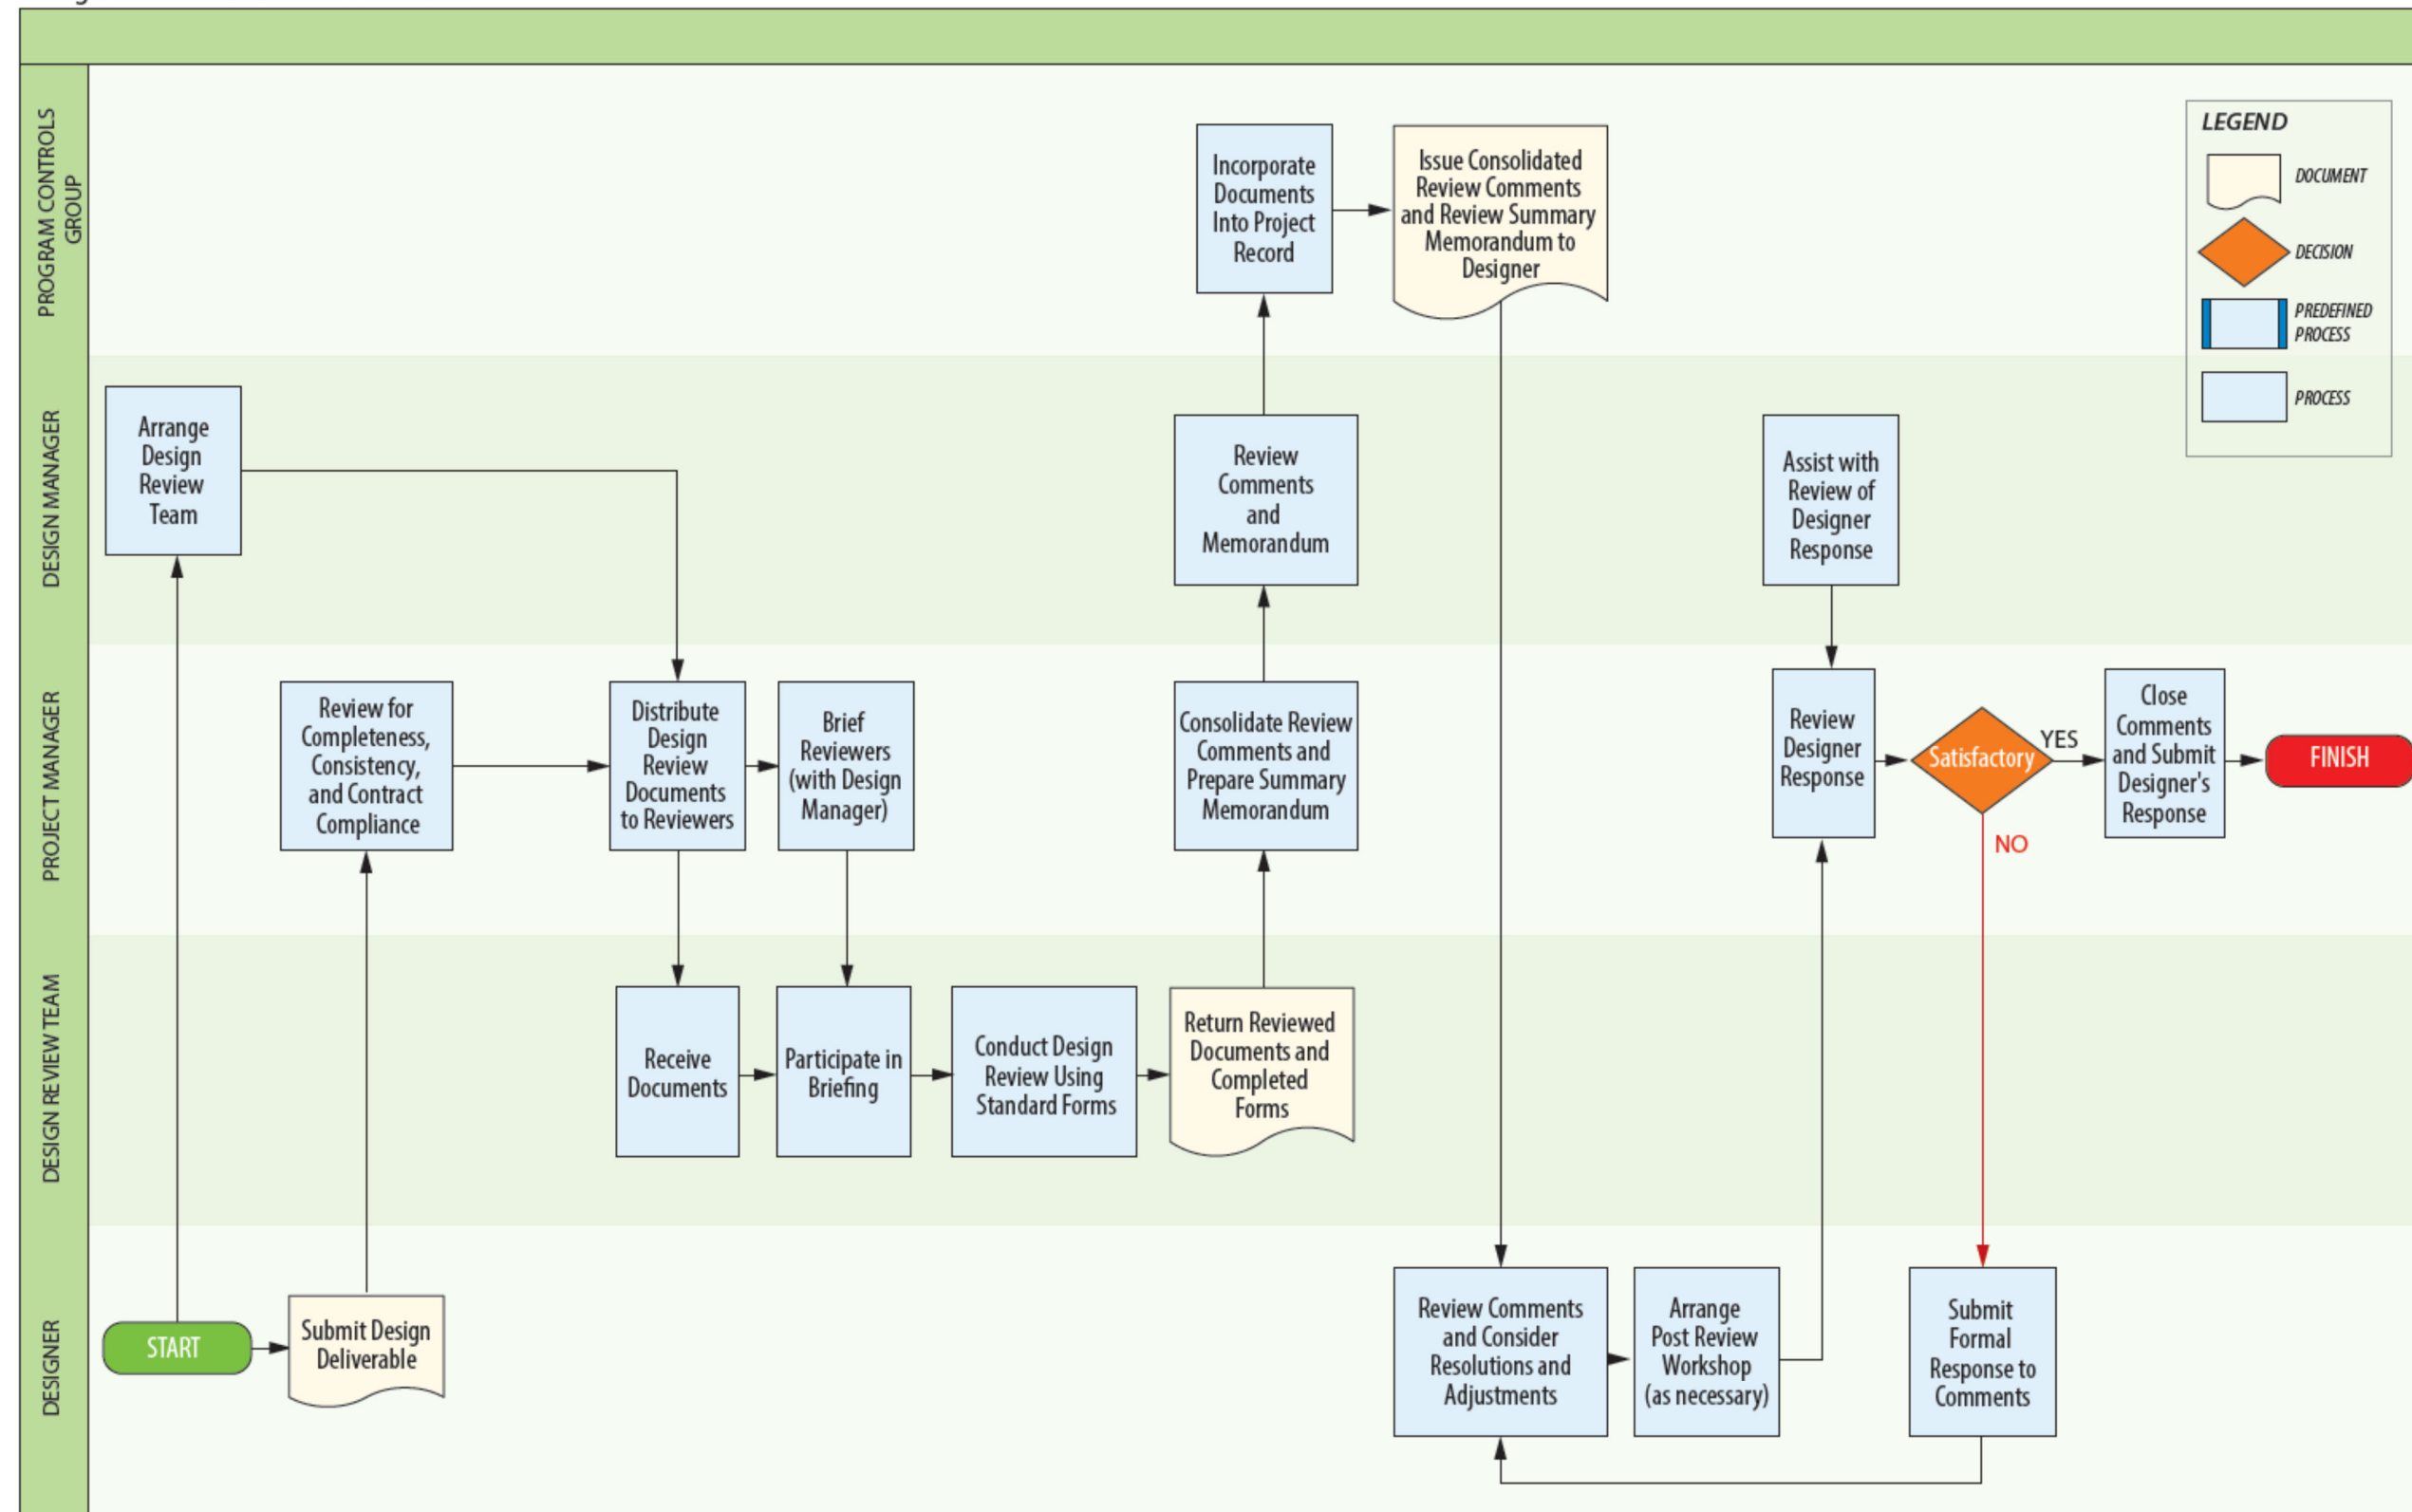 PROGRAM CONTROLS
GROUP
Incorporate
Documents
Into Project
Record
Issue Consolidated
Review Comments
and Review Summary
Memorandum to
Designer
LEGEND
DOCUMENT
DECISION
PREDEFINED
PROCESS
PROCESS
DESIGN MANAGER
Arrange
Design
Review
Team
Review
Comments
and
Memorandum
Assist with
Review of
Designer
Response
PROJECT MANAGER
Review for
Completeness,
Consistency,
and Contract
Compliance
Distribute
Design
Review
Documents
to Reviewers
Brief
Reviewers
(with Design
Manager)
Consolidate Review
Comments and
Prepare Summary
Memorandum
Review
Designer
Response
Satisfactory
YES
NO
Close
Comments
and Submit
Designer's
Response
FINISH
DESIGN REVIEW TEAM
Receive
Documents
Participate in
Briefing
Conduct Design
Review Using
Standard Forms
Return Reviewed
Documents and
Completed
Forms
DESIGNER
START
Submit Design
Deliverable
Review Comments
and Consider
Resolutions and
Adjustments
Arrange
Post Review
Workshop
(as necessary)
Submit
Formal
Response to
Comments